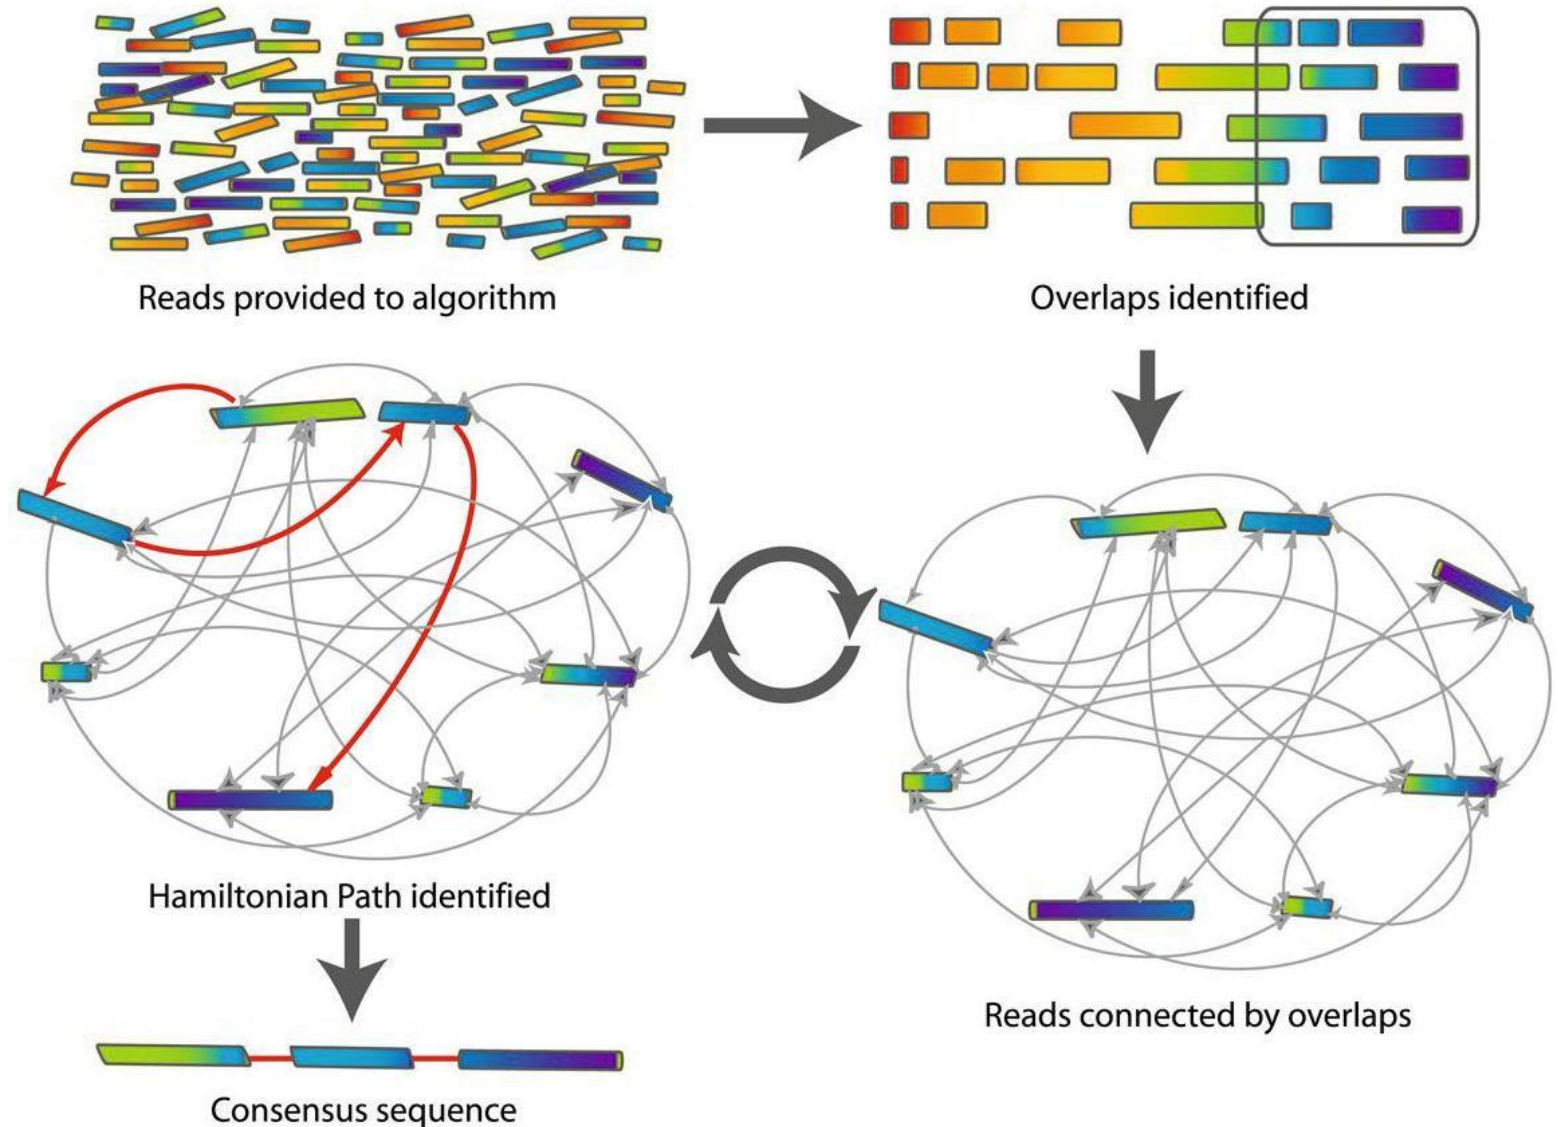 Reads provided to algorithm
Overlaps identified
Hamiltonian Path identified
Reads connected by overlaps
Consensus sequence